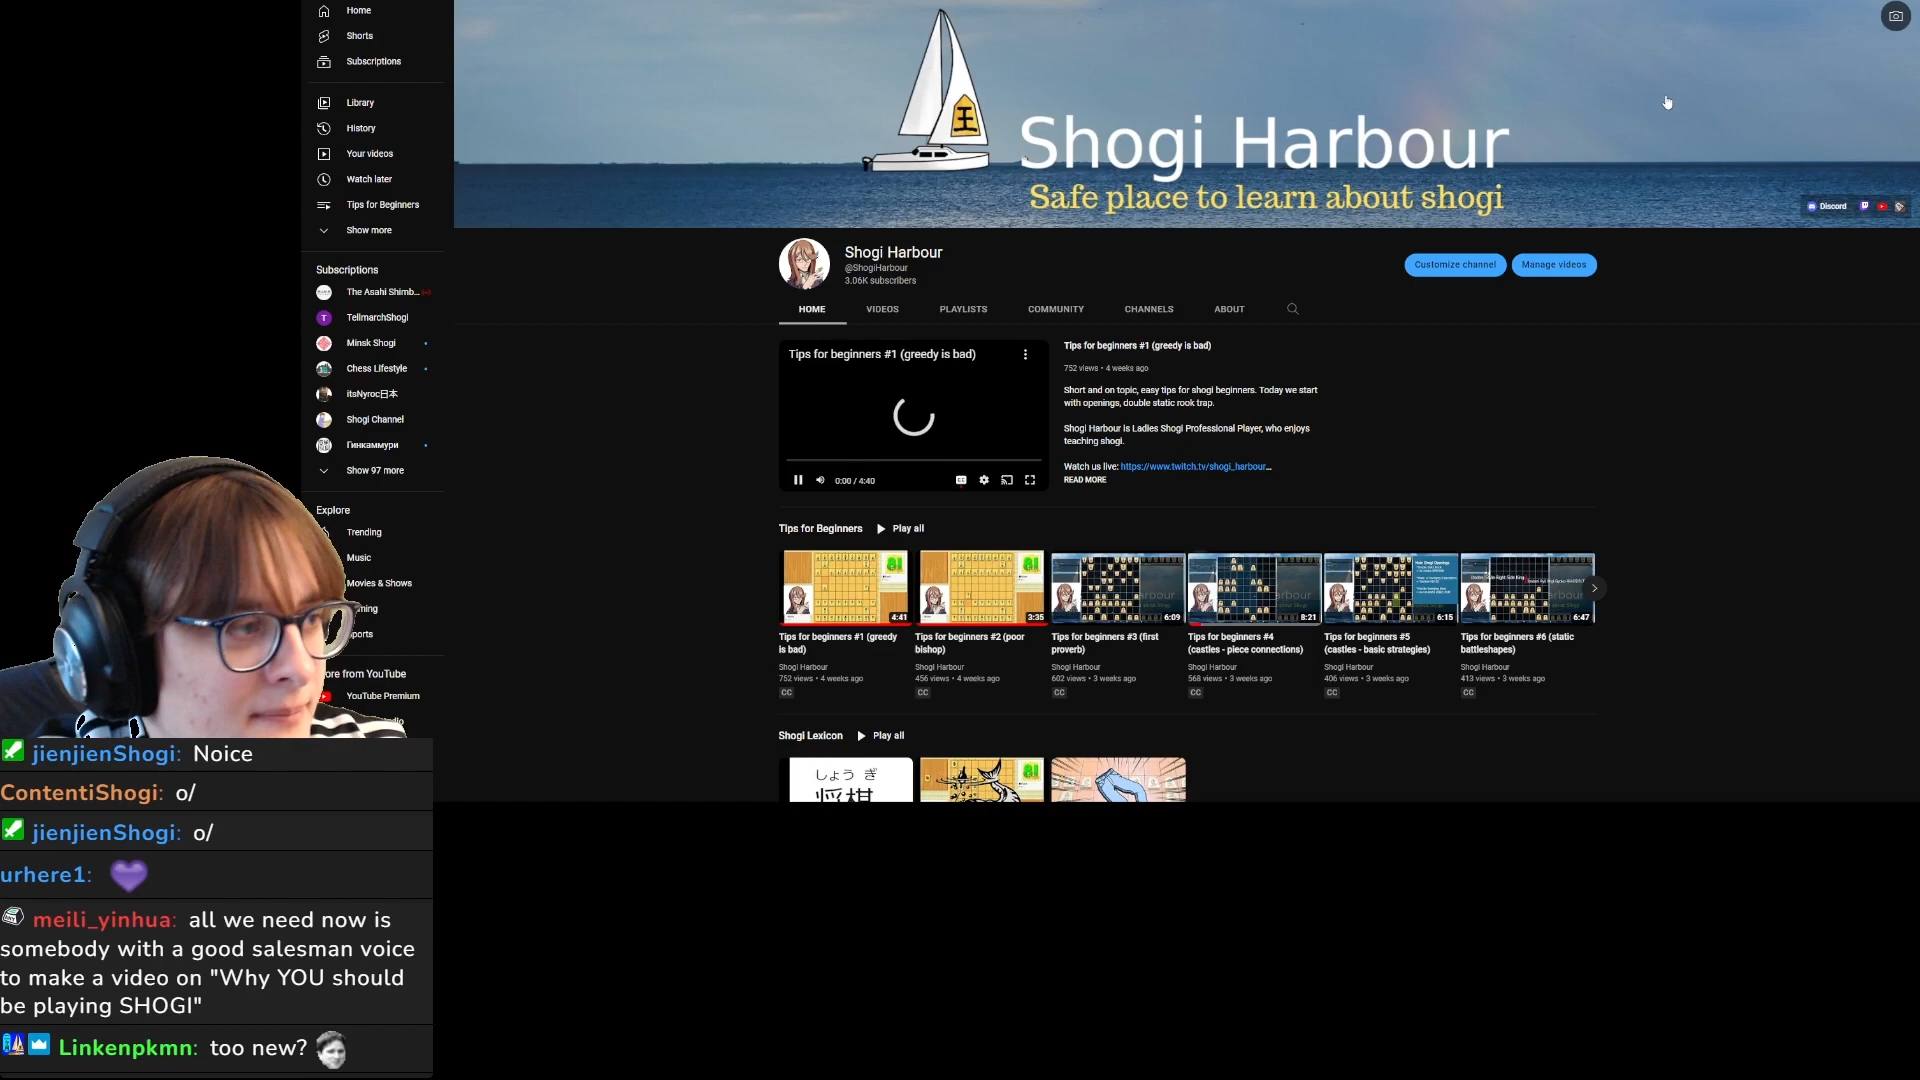 Home
Shorts
Subscriptions
Library
History
Your videos
Watch later
Tips for Beginners
Show more
Subscriptions
The Asahi Shimb...
TellmarchShogi
Minsk Shogi
Chess Lifestyle
itsNyroc日本
Shogi Channel
Гинкаммури
Show 97 more
Explore
Trending
Music
Movies & Shows
YouTube Premium
王
Shogi Harbour
Safe place to learn about shogi
Discord
Shogi Harbour
@ShogiHarbour
3.06K subscribers
Customize channel
Manage videos
HOME
VIDEOS
PLAYLISTS
COMMUNITY
CHANNELS
ABOUT
Tips for beginners #1 (greedy is bad)
0:00 / 4:40
Tips for beginners #1 (greedy is bad)
752 views • 4 weeks ago
Short and on topic, easy tips for shogi beginners. Today we start
with openings, double static rook trap.
Shogi Harbour is Ladies Shogi Professional Player, who enjoys
teaching shogi.
Watch us live: https://www.twitch.tv/shogi_harbour...
READ MORE
Tips for Beginners
Play all
4:41
3:35
6:09
8:21
6:15
6:47
Tips for beginners #1 (greedy
is bad)
Shogi Harbour
752 views • 4 weeks ago
CC
Tips for beginners #2 (poor
bishop)
Shogi Harbour
456 views • 4 weeks ago
CC
Tips for beginners #3 (first
proverb)
Shogi Harbour
602 views • 3 weeks ago
CC
Tips for beginners #4
(castles - piece connections)
Shogi Harbour
568 views • 3 weeks ago
CC
Tips for beginners #5
(castles - basic strategies)
Shogi Harbour
406 views • 3 weeks ago
CC
Tips for beginners #6 (static
battleshapes)
Shogi Harbour
413 views • 3 weeks ago
CC
Shogi Lexicon
Play all
しょう ぎ
将棋
jienjienShogi: Noice
ContentiShogi: o/
jienjienShogi: o/
urhere1:
meili_yinhua: all we need now is
somebody with a good salesman voice
to make a video on "Why YOU should
be playing SHOGI"
Linkenpkmn: too new?